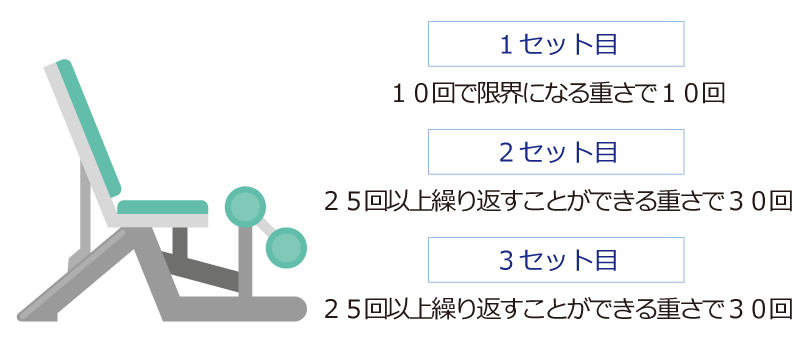 １セット目
１０回で限界になる重さで１０回
２セット目
２５回以上繰り返すことができる重さで３０回
３セット目
２５回以上繰り返すことができる重さで３０回